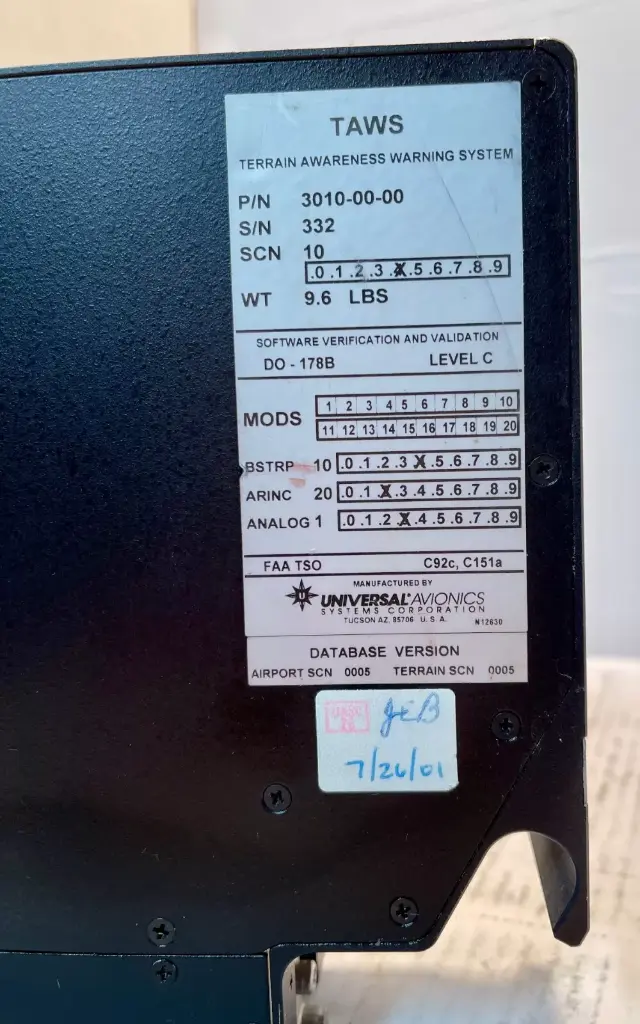 TAWS
TERRAIN AWARENESS WARNING SYSTEM
P/N 3010-00-00
S/N 332
SCN 10
.0 .1 .2 .3 .4 .5 .6 .7 .8 .9
WT 9.6 LBS
SOFTWARE VERIFICATION AND VALIDATION
DO - 178B LEVEL C
MODS 1 2 3 4 5 6 7 8 9 10
11 12 13 14 15 16 17 18 19 20
BSTRP 10 .0 .1 .2 .3 X .5 .6 .7 .8 .9
ARINC 20 .0 .1 X .3 .4 .5 .6 .7 .8 .9
ANALOG 1 .0 .1 .2 X .4 .5 .6 .7 .8 .9
FAA TSO C92c, C151a
MANUFACTURED BY
U UNIVERSAL AVIONICS
SYSTEMS CORPORATION
TUCSON AZ, 85706 U.S.A. N12630
DATABASE VERSION
AIRPORT SCN 0005 TERRAIN SCN 0005
JEB
7/26/01